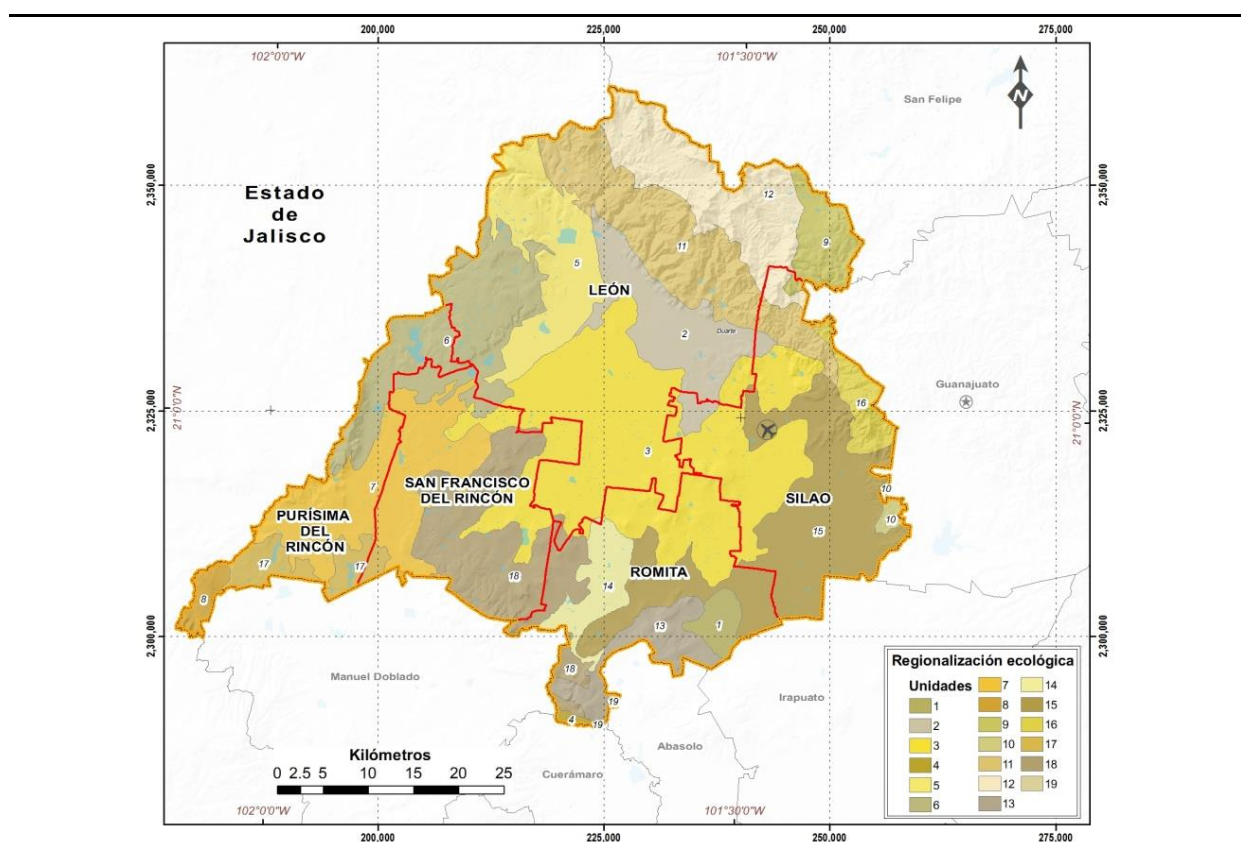 200,000
225,000
250,000
275,000
102°0'0"W
101°30'0"W
N
San Felipe
2,350,000
2,350,000
Estado
de
Jalisco
12
9
11
5
LEÓN
2
Duarte
6
Guanajuato
16
21°0'0"N
2,325,000
2,325,000
21°0'0"N
3
SAN FRANCISCO
DEL RINCÓN
7
SILAO
10
10
PURÍSIMA
DEL
RINCÓN
15
17
17
18
ROMITA
14
8
13
1
2,300,000
2,300,000
18
Manuel Doblado
19
4
19
Irapuato
Abasolo
Cuerámaro
Kilómetros
0 2.5 5 10 15 20 25
Regionalización ecológica
Unidades
1
2
3
4
5
6
7
8
9
10
11
12
13
14
15
16
17
18
19
102°0'0"W
101°30'0"W
200,000
225,000
250,000
275,000